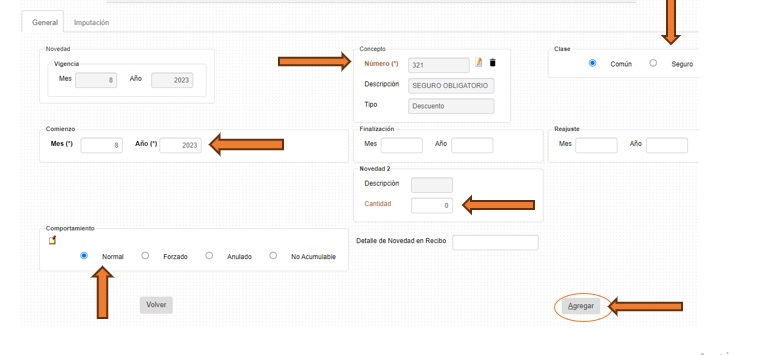 General Imputación
Novedad
Vigencia
Mes 8 Año 2023
Concepto
Número (*) 321
Descripción SEGURO OBLIGATORIO
Tipo Descuento
Clase
Común Seguro
Comienzo
Mes (*) 8 Año (*) 2023
Finalización
Mes Año
Reajuste
Mes Año
Novedad 2
Descripción
Cantidad 0
Comportamiento
Normal Forzado Anulado No Acumulable
Detalle de Novedad en Recibo
Volver
Agregar